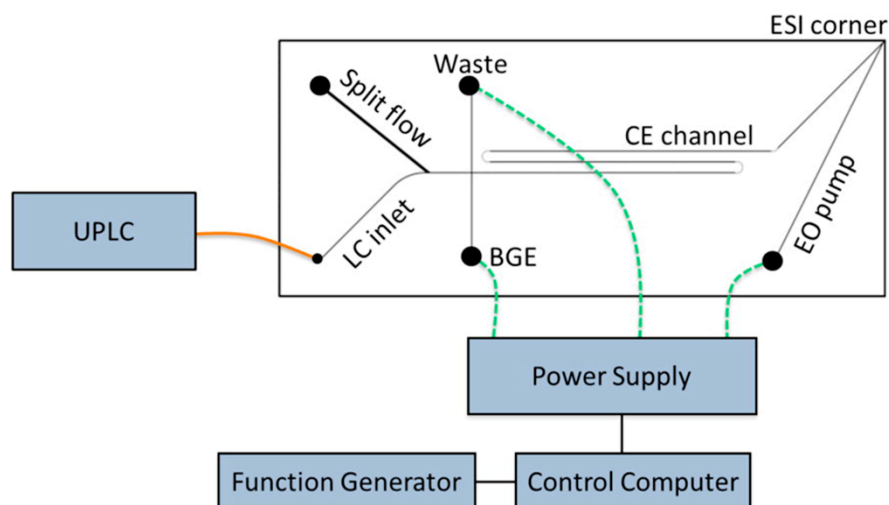 ESI corner
Waste
Split flow
CE channel
UPLC
LC inlet
BGE
EO pump
Power Supply
Function Generator
Control Computer